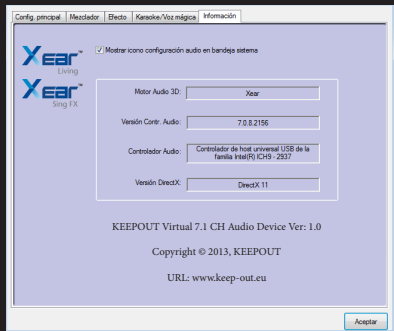 Config. principal Mezclador Efecto Karaoke/Voz mágica Información
Xear™
Living
Mostrar icono configuración audio en bandeja sistema
Xear™
Sing FX
Motor Audio 3D: Xear
Versión Contr. Audio: 7.0.8.2156
Controlador Audio: Controlador de host universal USB de la
familia Intel(R) ICH9 - 2937
Versión DirectX: DirectX 11
KEEPOUT Virtual 7.1 CH Audio Device Ver: 1.0
Copyright © 2013, KEEPOUT
URL: www.keep-out.eu
Aceptar